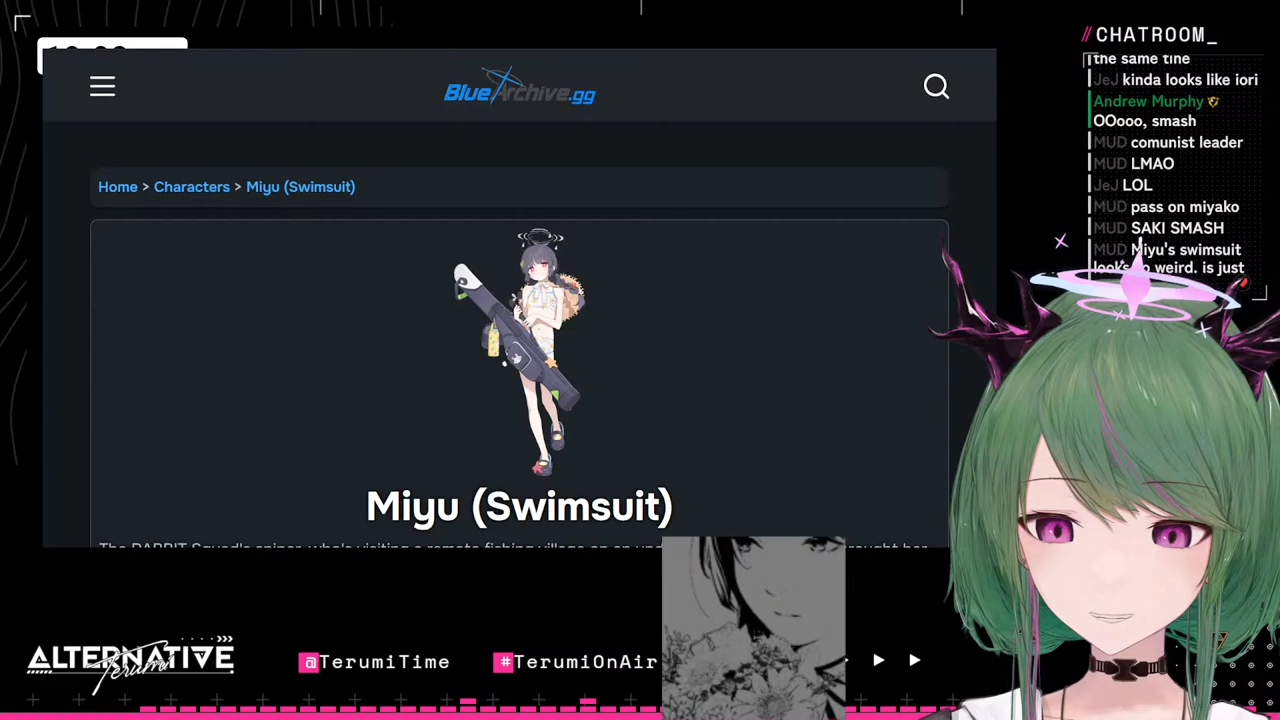 BlueArchive.gg
Home > Characters > Miyu (Swimsuit)
Miyu (Swimsuit)
//CHATROOM_
the same tine
JeJ kinda looks like iori
Andrew Murphy
OOooo, smash
MUD comunist leader
MUD LMAO
JeJ LOL
MUD pass on miyako
MUD SAKI SMASH
MUD Miyu's swimsuit
weird. is just
ALTERNATIVE
Terumi
@TerumiTime
#TerumiOnAir